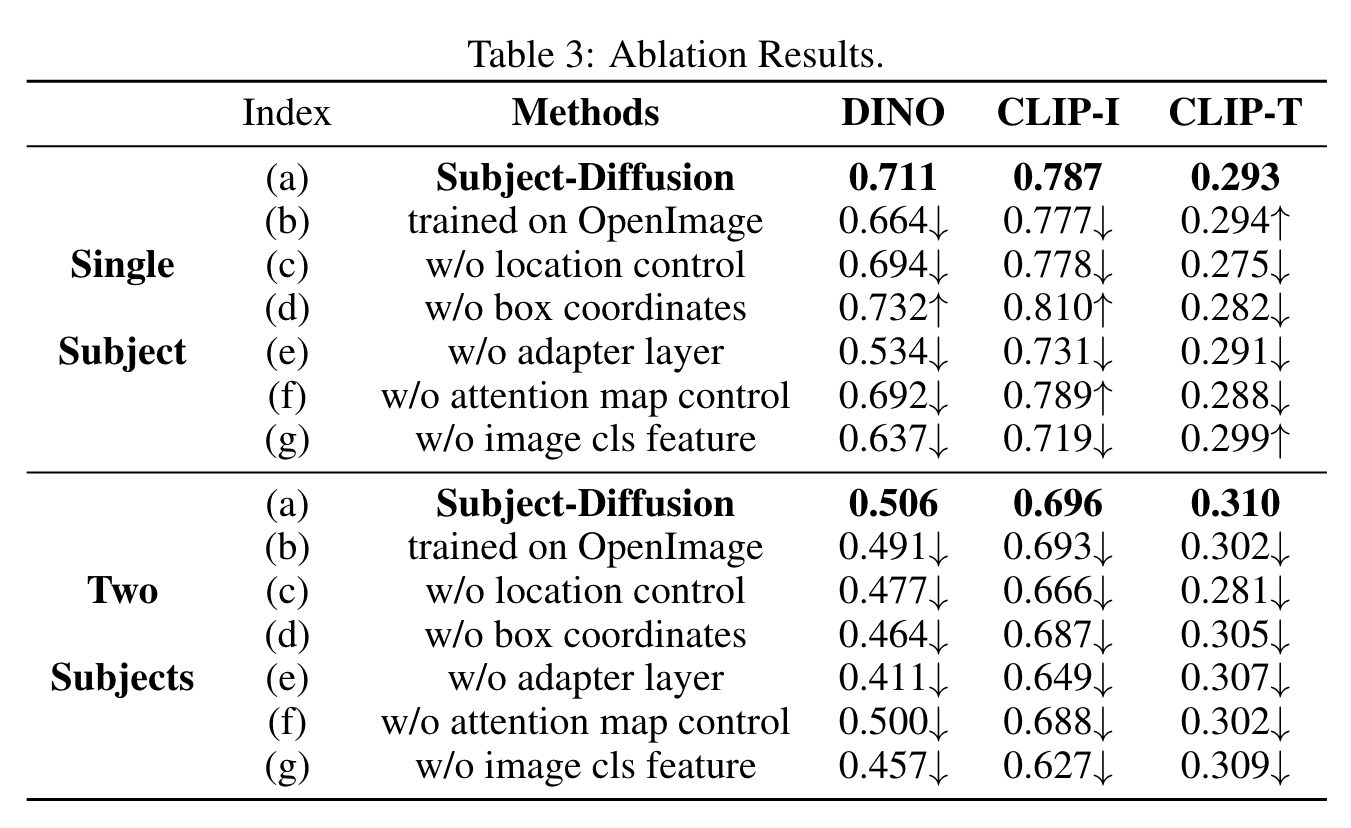 Table 3: Ablation Results.
Index Methods DINO CLIP-I CLIP-T
(a) Subject-Diffusion 0.711 0.787 0.293
(b) trained on OpenImage 0.664↓ 0.777↓ 0.294↑
Single (c) w/o location control 0.694↓ 0.778↓ 0.275↓
(d) w/o box coordinates 0.732↑ 0.810↑ 0.282↓
Subject (e) w/o adapter layer 0.534↓ 0.731↓ 0.291↓
(f) w/o attention map control 0.692↓ 0.789↑ 0.288↓
(g) w/o image cls feature 0.637↓ 0.719↓ 0.299↑
(a) Subject-Diffusion 0.506 0.696 0.310
(b) trained on OpenImage 0.491↓ 0.693↓ 0.302↓
Two (c) w/o location control 0.477↓ 0.666↓ 0.281↓
(d) w/o box coordinates 0.464↓ 0.687↓ 0.305↓
Subjects (e) w/o adapter layer 0.411↓ 0.649↓ 0.307↓
(f) w/o attention map control 0.500↓ 0.688↓ 0.302↓
(g) w/o image cls feature 0.457↓ 0.627↓ 0.309↓